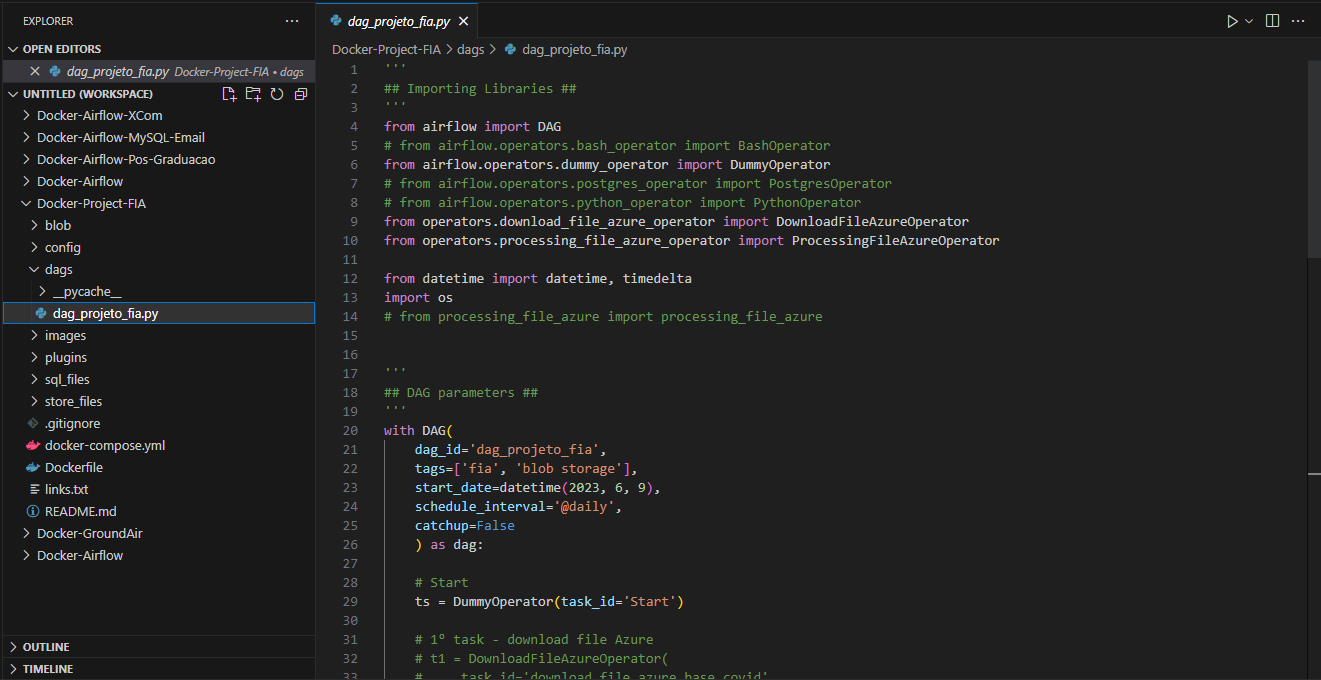 EXPLORER
OPEN EDITORS
dag_projeto_fia.py Docker-Project-FIA • dags
UNTITLED (WORKSPACE)
Docker-Airflow-XCom
Docker-Airflow-MySQL-Email
Docker-Airflow-Pos-Graduacao
Docker-Airflow
Docker-Project-FIA
blob
config
dags
__pycache__
dag_projeto_fia.py
images
plugins
sql_files
store_files
.gitignore
docker-compose.yml
Dockerfile
links.txt
README.md
Docker-GroundAir
Docker-Airflow
OUTLINE
TIMELINE
dag_projeto_fia.py
Docker-Project-FIA > dags > dag_projeto_fia.py
1 '''
2 ## Importing Libraries ##
3 '''
4 from airflow import DAG
5 # from airflow.operators.bash_operator import BashOperator
6 from airflow.operators.dummy_operator import DummyOperator
7 # from airflow.operators.postgres_operator import PostgresOperator
8 # from airflow.operators.python_operator import PythonOperator
9 from operators.download_file_azure_operator import DownloadFileAzureOperator
10 from operators.processing_file_azure_operator import ProcessingFileAzureOperator
11
12 from datetime import datetime, timedelta
13 import os
14 # from processing_file_azure import processing_file_azure
15
16
17 '''
18 ## DAG parameters ##
19 '''
20 with DAG(
21 dag_id='dag_projeto_fia',
22 tags=['fia', 'blob storage'],
23 start_date=datetime(2023, 6, 9),
24 schedule_interval='@daily',
25 catchup=False
26 ) as dag:
27
28 # Start
29 ts = DummyOperator(task_id='Start')
30
31 # 1º task - download file Azure
32 # t1 = DownloadFileAzureOperator(
33 # task_id='download_file_azure_base_covid'